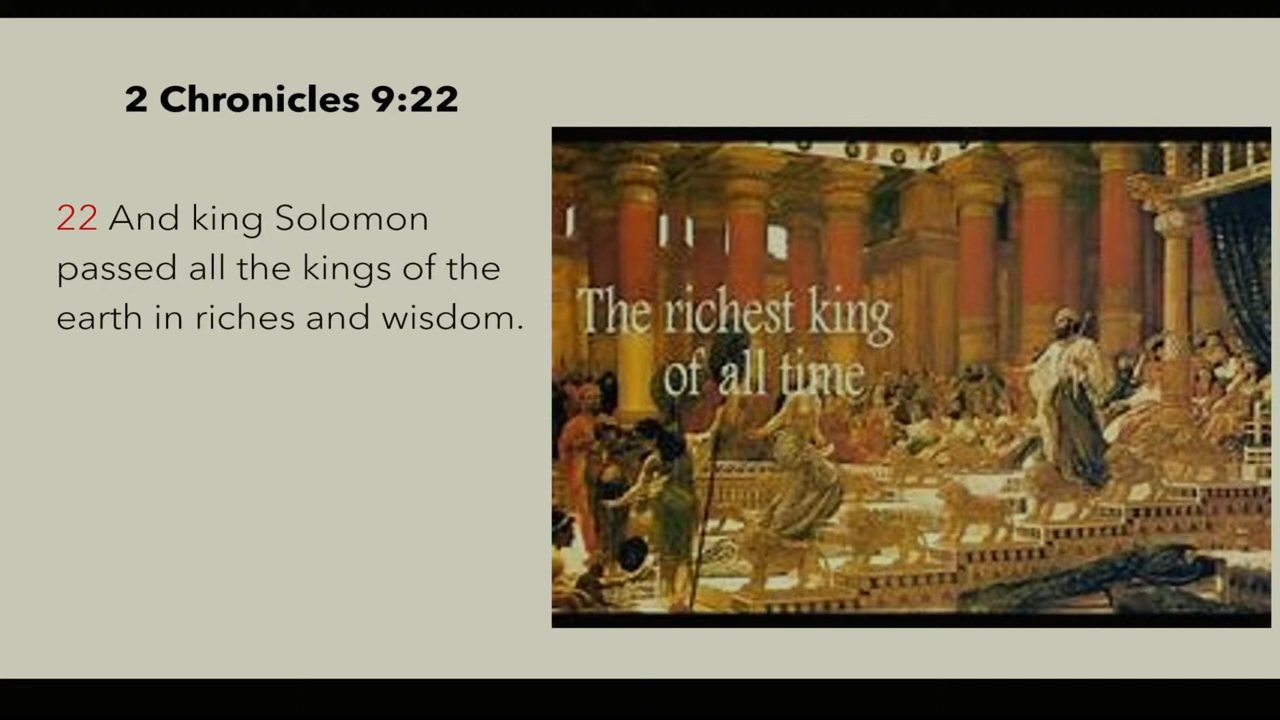 2 Chronicles 9:22
22 And king Solomon
passed all the kings of the
earth in riches and wisdom.
The richest king
of all time